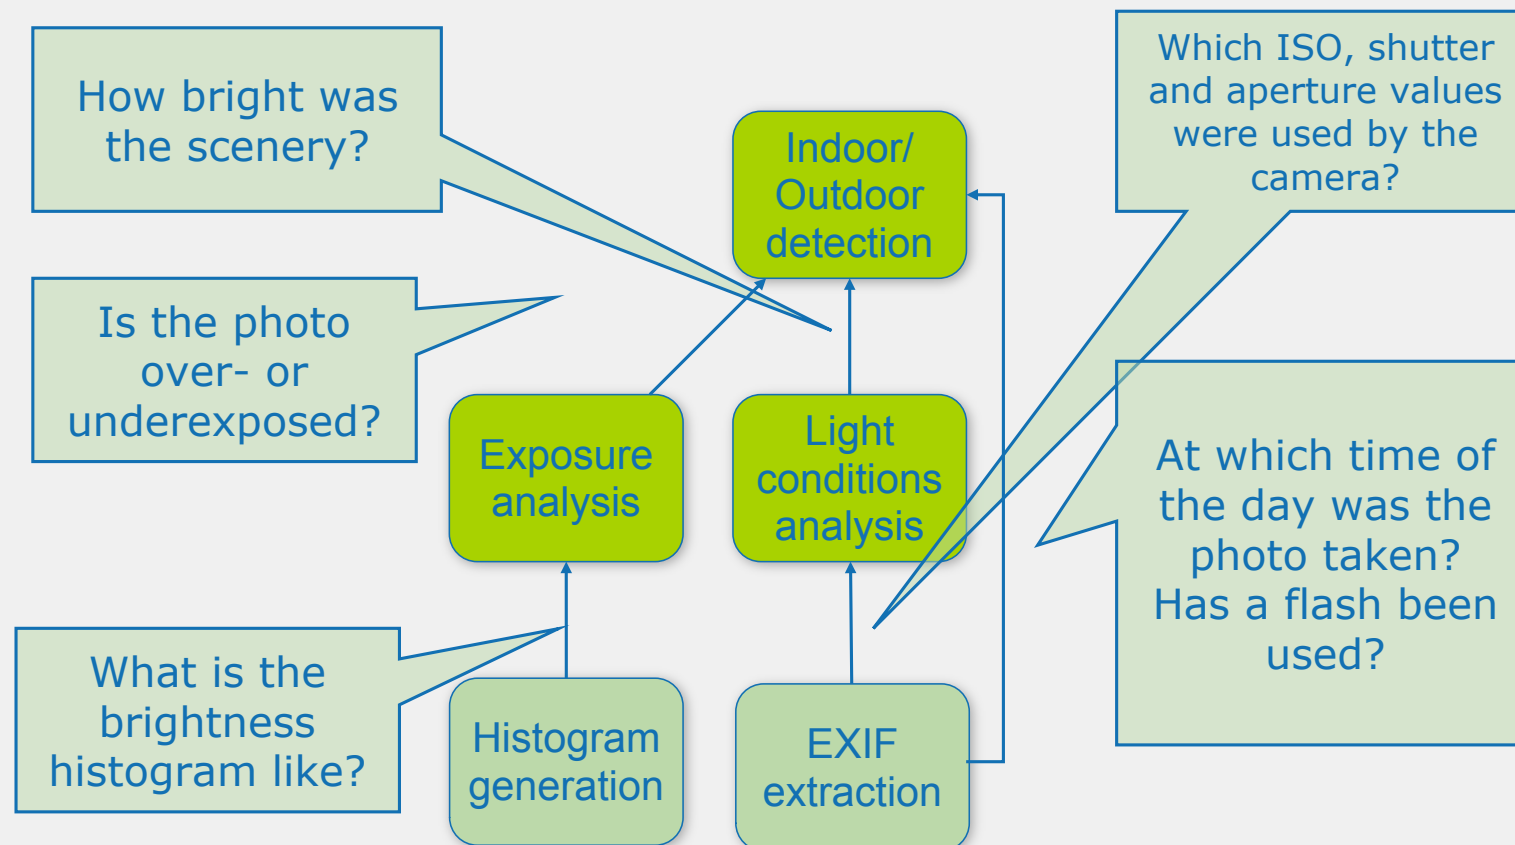 How bright was
the scenery?
Which ISO, shutter
and aperture values
were used by the
camera?
Indoor/
Outdoor
detection
Is the photo
over- or
underexposed?
Exposure
analysis
Light
conditions
analysis
At which time of
the day was the
photo taken?
Has a flash been
used?
What is the
brightness
histogram like?
Histogram
generation
EXIF
extraction